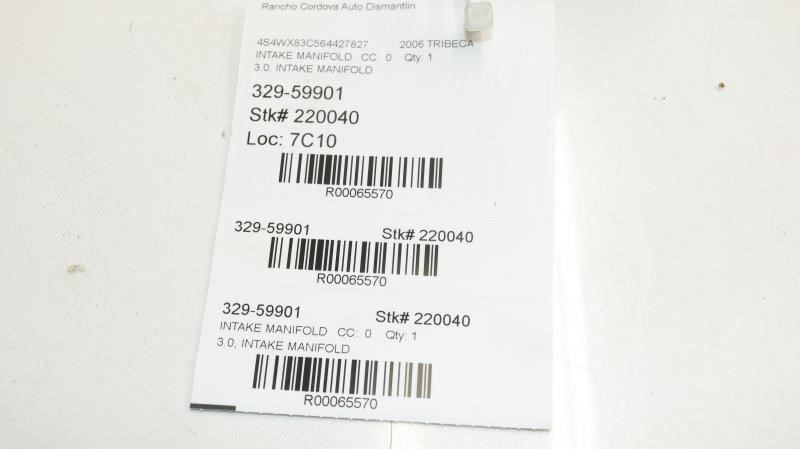 Rancho Cordova Auto Dismantlin
4S4WX83C564427827 2006 TRIBECA
INTAKE MANIFOLD CC: 0 Qty: 1
3.0, INTAKE MANIFOLD
329-59901
Stk# 220040
Loc: 7C10
R00065570
329-59901 Stk# 220040
R00065570
329-59901 Stk# 220040
INTAKE MANIFOLD CC: 0 Qty: 1
3.0, INTAKE MANIFOLD
R00065570